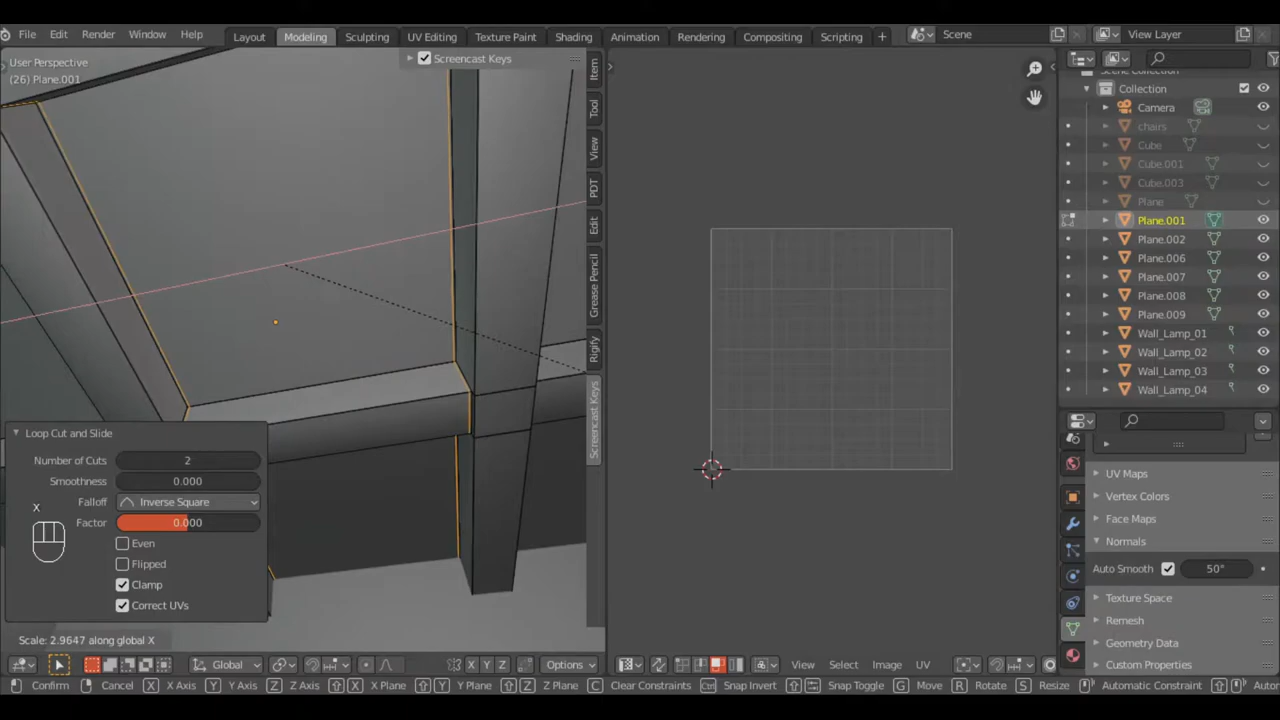 File Edit Render Window Help Layout Modeling Sculpting UV Editing Texture Paint Shading Animation Rendering Compositing Scripting + Scene View Layer
User Perspective
(26) Plane.001
Screencast Keys
Item
Tool
View
PDT
Edit
Grease Pencil
Rigify
Screencast Keys
Collection
Camera
chairs
Cube
Cube.001
Cube.003
Plane
Plane.001
Plane.002
Plane.006
Plane.007
Plane.008
Plane.009
Wall_Lamp_01
Wall_Lamp_02
Wall_Lamp_03
Wall_Lamp_04
UV Maps
Vertex Colors
Face Maps
Normals
Auto Smooth 50°
Texture Space
Remesh
Geometry Data
Custom Properties
Loop Cut and Slide
Number of Cuts 2
Smoothness 0.000
Falloff Inverse Square
Factor 0.000
Even
Flipped
Clamp
Correct UVs
X
Scale: 2.9647 along global X
Global X Y Z Options
View Select Image UV
Confirm Cancel X X Axis Y Y Axis Z Z Axis X X Plane Y Y Plane Z Z Plane C Clear Constraints Ctrl Snap Invert Snap Toggle G Move R Rotate S Resize Automatic Constraint